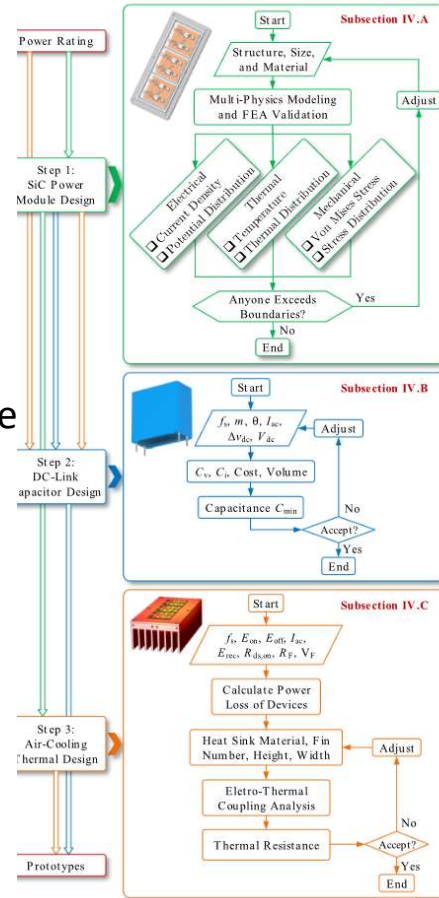 Power Rating
Step 1:
SiC Power
Module Design
e
Step 2:
DC-Link
apacitor Design
Step 3:
Air-Cooling
Thermal Design
Prototypes
Subsection IV.A
Start
Structure, Size,
and Material
Adjust
Multi-Physics Modeling
and FEA Validation
Electrical
❑ Current Density
❑ Potential Distribution
Thermal
❑ Temperature
❑ Thermal Distribution
Mechanical
❑ Von Mises Stress
❑ Stress Distribution
Anyone Exceeds
Boundaries?
Yes
No
End
Subsection IV.B
Start
fs, m, θ, Iac,
Δvdc, Vdc
Adjust
Cv, Ci, Cost, Volume
Capacitance Cmin
No
Accept?
Yes
End
Subsection IV.C
Start
fs, Eon, Eoff, Iac,
Erec, Rds,on, RF, VF
Calculate Power
Loss of Devices
Heat Sink Material, Fin
Number, Height, Width
Adjust
Eletro-Thermal
Coupling Analysis
No
Thermal Resistance
Accept?
Yes
End